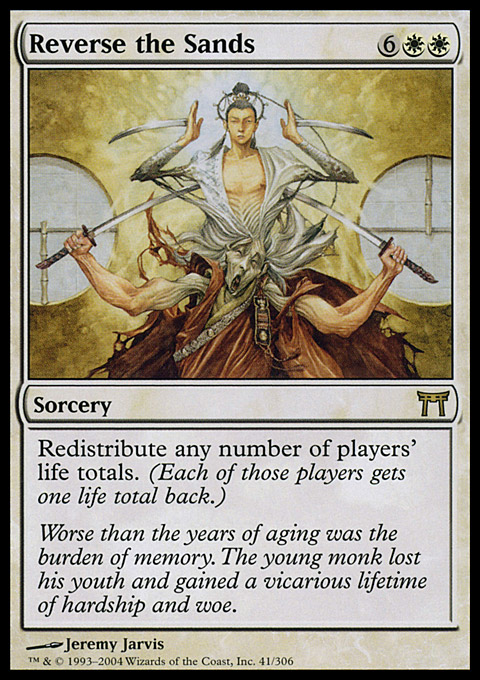 Reverse the Sands 6
Sorcery
Redistribute any number of players'
life totals. (Each of those players gets
one life total back.)
Worse than the years of aging was the
burden of memory. The young monk lost
his youth and gained a vicarious lifetime
of hardship and woe.
Jeremy Jarvis
™ & © 1993–2004 Wizards of the Coast, Inc. 41/306